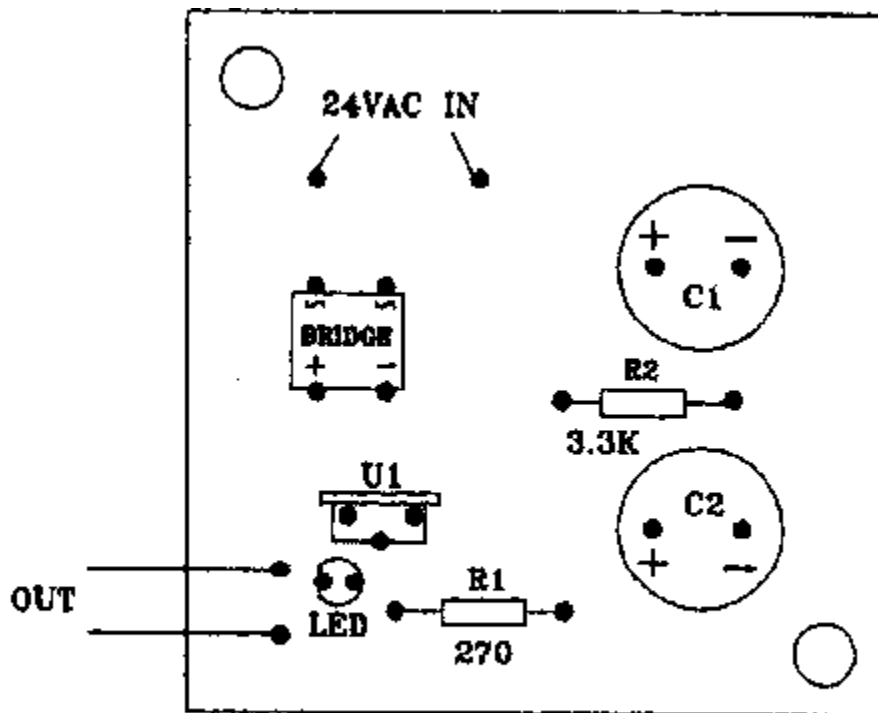 24VAC IN
+ −
C1
~ ~
BRIDGE
+ −
R2
3.3K
U1
C2
+ −
OUT
LED
R1
270